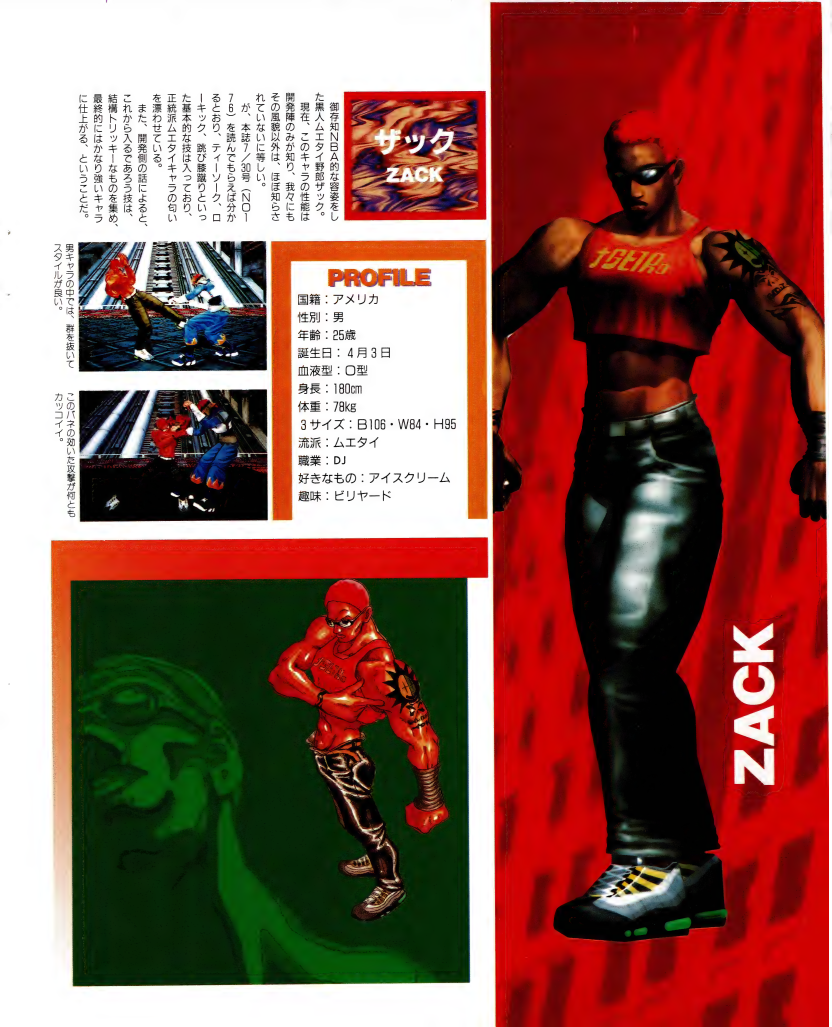 御存知NBA的な容姿をし
た黒人ムエタイ野郎ザック。
現在、このキャラの性能は
開発陣のみが知り、我々にも
その風貌以外は、ほぼ知らさ
れていないに等しい。
が、本誌7/30号(NO1
76)を読んでもらえば分か
るとおり、ティーソーク、ロ
ーキック、跳び膝蹴りといっ
た基本的な技は入っており、
正統派ムエタイキャラの匂い
を漂わせている。
また、開発側の話によると、
これから入るであろう技は、
結構トリッキーなものを集め、
最終的にはかなり強いキャラ
に仕上がる、ということだ。
ザック
ZACK
男キャラの中では、群を抜いて
スタイルが良い。
このバネの効いた攻撃が何とも
カッコイイ。
PROFILE
国籍:アメリカ
性別:男
年齢:25歳
誕生日:4月3日
血液型:O型
身長:180cm
体重:78kg
3サイズ:B106・W84・H95
流派:ムエタイ
職業:DJ
好きなもの:アイスクリーム
趣味:ビリヤード
ZACK